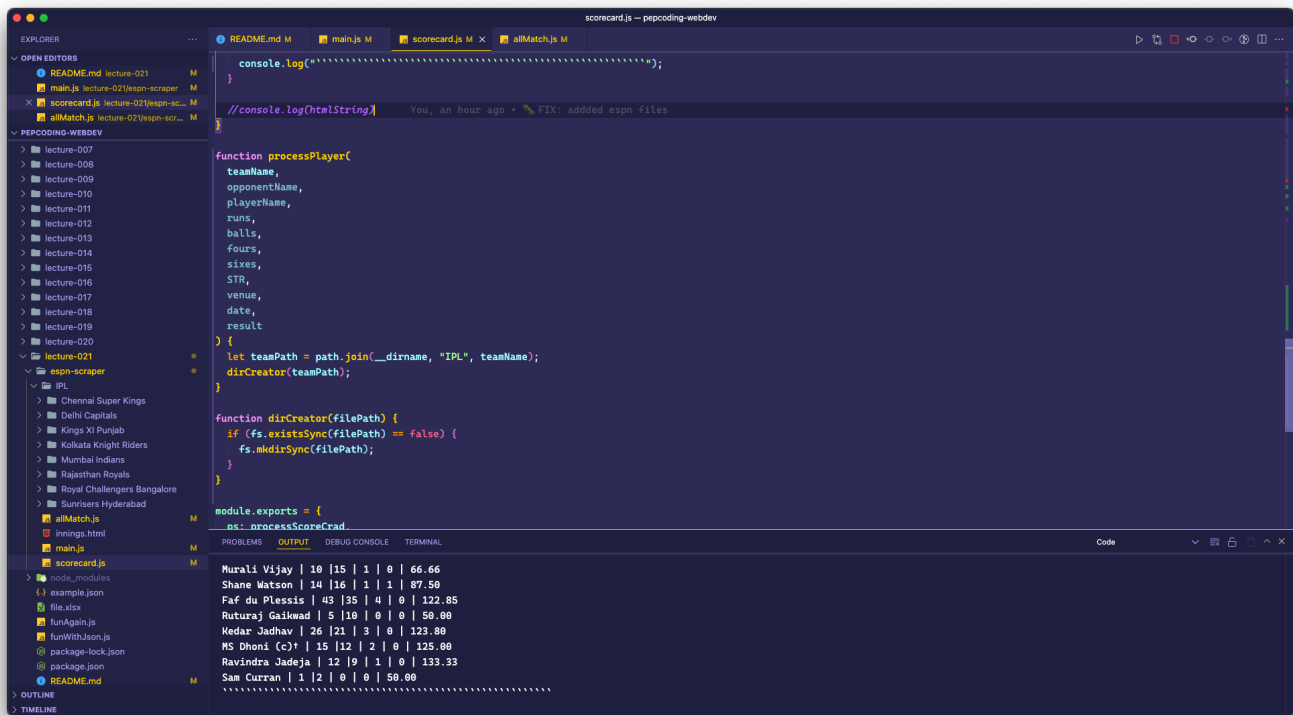 scorecard.js — pepcoding-webdev
EXPLORER ...
README.md M main.js M scorecard.js M × allMatch.js M
OPEN EDITORS
README.md lecture-021 M
main.js lecture-021/espn-scraper M
× scorecard.js lecture-021/espn-sc... M
allMatch.js lecture-021/espn-scr... M
PEPCODING-WEBDEV
lecture-007
lecture-008
lecture-009
lecture-010
lecture-011
lecture-012
lecture-013
lecture-014
lecture-015
lecture-016
lecture-017
lecture-018
lecture-019
lecture-020
lecture-021
espn-scraper
IPL
Chennai Super Kings
Delhi Capitals
Kings XI Punjab
Kolkata Knight Riders
Mumbai Indians
Rajasthan Royals
Royal Challengers Bangalore
Sunrisers Hyderabad
allMatch.js M
innings.html
main.js M
scorecard.js M
node_modules
example.json
file.xlsx
funAgain.js
funWithJson.js
package-lock.json
package.json
README.md M
OUTLINE
TIMELINE
console.log("````````````````````````````````````````````````````````");
}
//console.log(htmlString) You, an hour ago • FIX: addded espn files
}
function processPlayer(
teamName,
opponentName,
playerName,
runs,
balls,
fours,
sixes,
STR,
venue,
date,
result
) {
let teamPath = path.join(__dirname, "IPL", teamName);
dirCreator(teamPath);
}
function dirCreator(filePath) {
if (fs.existsSync(filePath) == false) {
fs.mkdirSync(filePath);
}
}
module.exports = {
ps: processScoreCrad,
PROBLEMS OUTPUT DEBUG CONSOLE TERMINAL Code
Murali Vijay | 10 |15 | 1 | 0 | 66.66
Shane Watson | 14 |16 | 1 | 1 | 87.50
Faf du Plessis | 43 |35 | 4 | 0 | 122.85
Ruturaj Gaikwad | 5 |10 | 0 | 0 | 50.00
Kedar Jadhav | 26 |21 | 3 | 0 | 123.80
MS Dhoni (c)† | 15 |12 | 2 | 0 | 125.00
Ravindra Jadeja | 12 |9 | 1 | 0 | 133.33
Sam Curran | 1 |2 | 0 | 0 | 50.00
````````````````````````````````````````````````````````